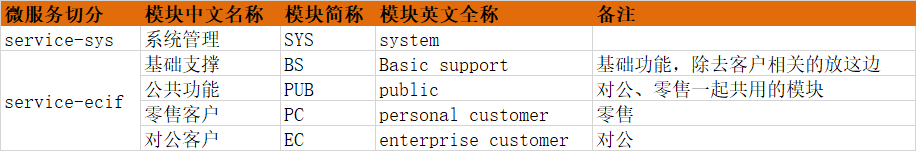 微服务切分 模块中文名称 模块简称 模块英文全称 备注
service-sys 系统管理 SYS system
service-ecif 基础支撑 BS Basic support 基础功能，除去客户相关的放这边
公共功能 PUB public 对公、零售一起共用的模块
零售客户 PC personal customer 零售
对公客户 EC enterprise customer 对公